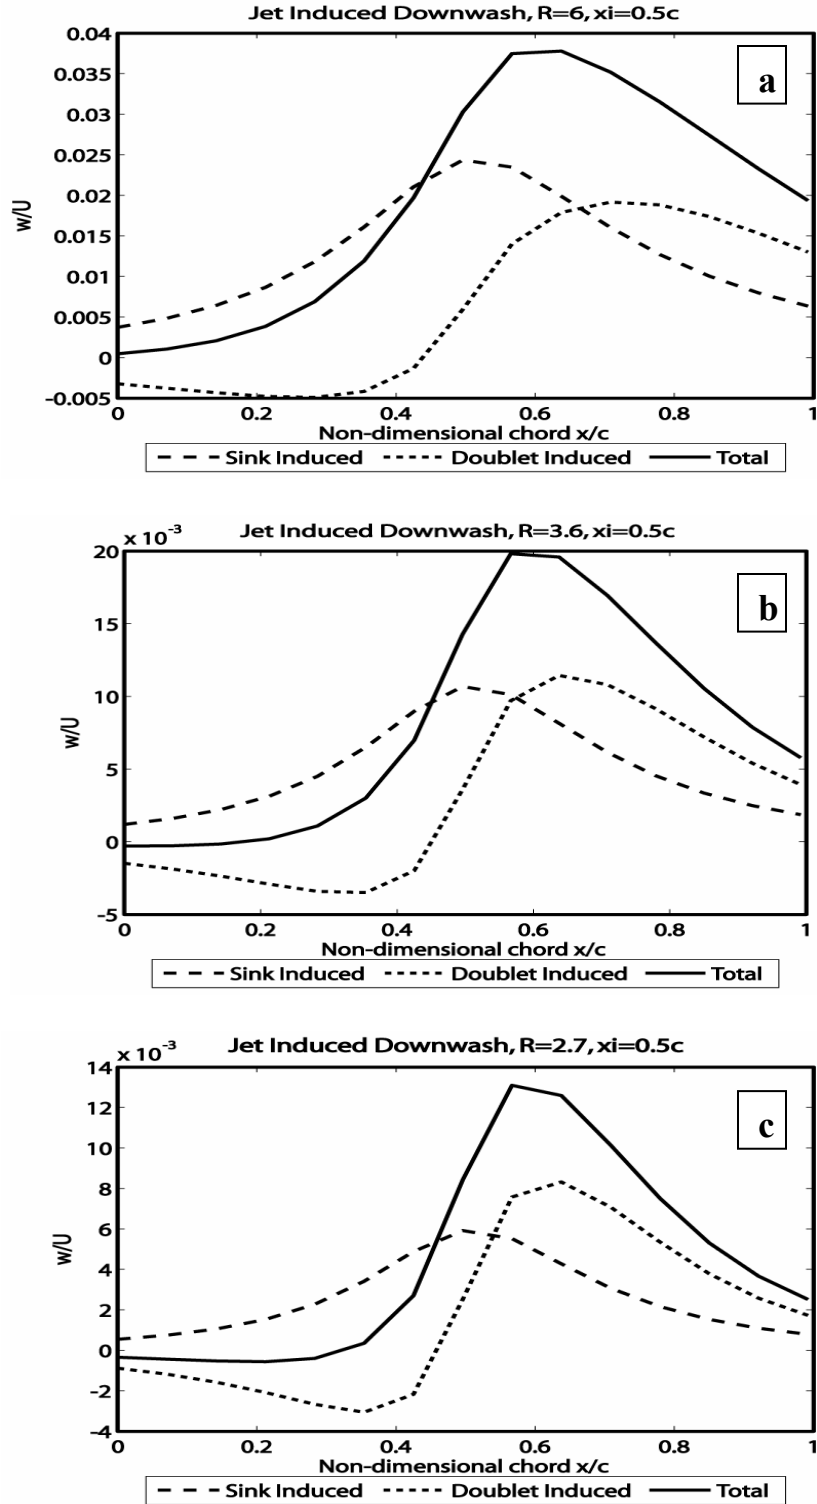 Jet Induced Downwash, R=6, xi=0.5c
a
0.04
0.035
0.03
0.025
0.02
0.015
0.01
0.005
0
-0.005
w/U
0 0.2 0.4 0.6 0.8 1
Non-dimensional chord x/c
Sink Induced Doublet Induced Total
Jet Induced Downwash, R=3.6, xi=0.5c
x 10-3
b
20
15
10
5
0
-5
w/U
0 0.2 0.4 0.6 0.8 1
Non-dimensional chord x/c
Sink Induced Doublet Induced Total
Jet Induced Downwash, R=2.7, xi=0.5c
x 10-3
c
14
12
10
8
6
4
2
0
-2
-4
w/U
0 0.2 0.4 0.6 0.8 1
Non-dimensional chord x/c
Sink Induced Doublet Induced Total